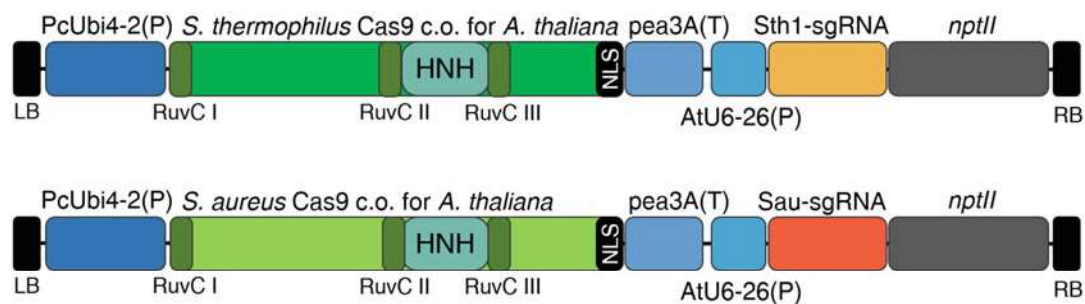 PcUbi4-2(P) S. thermophilus Cas9 c.o. for A. thaliana pea3A(T) Sth1-sgRNA nptII
HNH NLS
LB RuvC I RuvC II RuvC III AtU6-26(P) RB
PcUbi4-2(P) S. aureus Cas9 c.o. for A. thaliana pea3A(T) Sau-sgRNA nptII
HNH NLS
LB RuvC I RuvC II RuvC III AtU6-26(P) RB